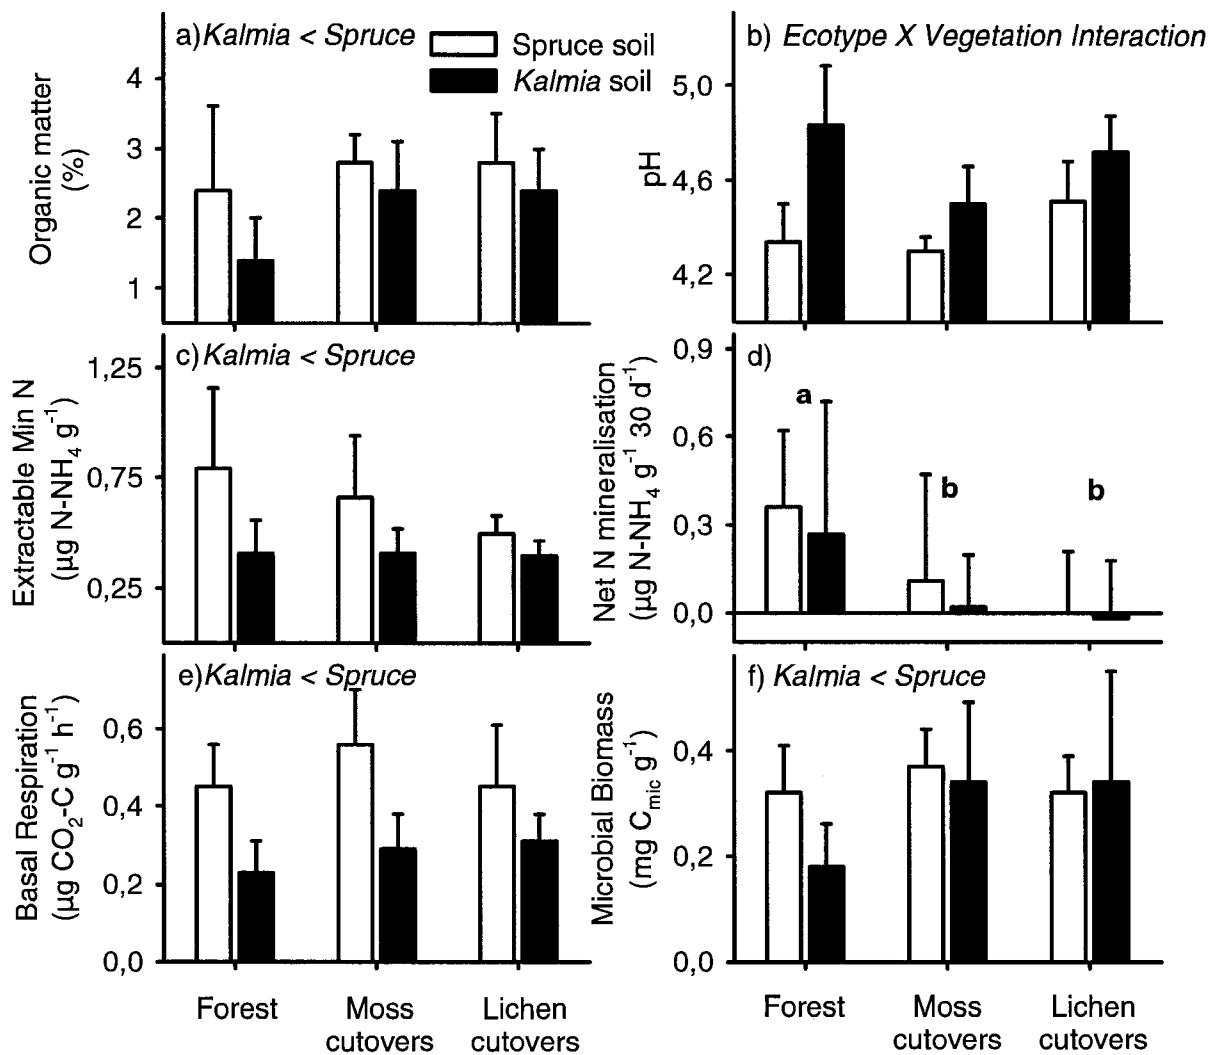 a) Kalmia < Spruce
Spruce soil
Kalmia soil
Organic matter
(%)
4
3
2
1
b) Ecotype X Vegetation Interaction
pH
5,0
4,6
4,2
c) Kalmia < Spruce
Extractable Min N
(µg N-NH₄ g⁻¹)
1,25
0,75
0,25
d)
Net N mineralisation
(µg N-NH₄ g⁻¹ 30 d⁻¹)
0,9
0,6
0,3
0,0
a
b
b
e) Kalmia < Spruce
Basal Respiration
(µg CO₂-C g⁻¹ h⁻¹)
0,6
0,4
0,2
0,0
Forest
Moss
cutovers
Lichen
cutovers
f) Kalmia < Spruce
Microbial Biomass
(mg Cmic g⁻¹)
0,4
0,2
0,0
Forest
Moss
cutovers
Lichen
cutovers